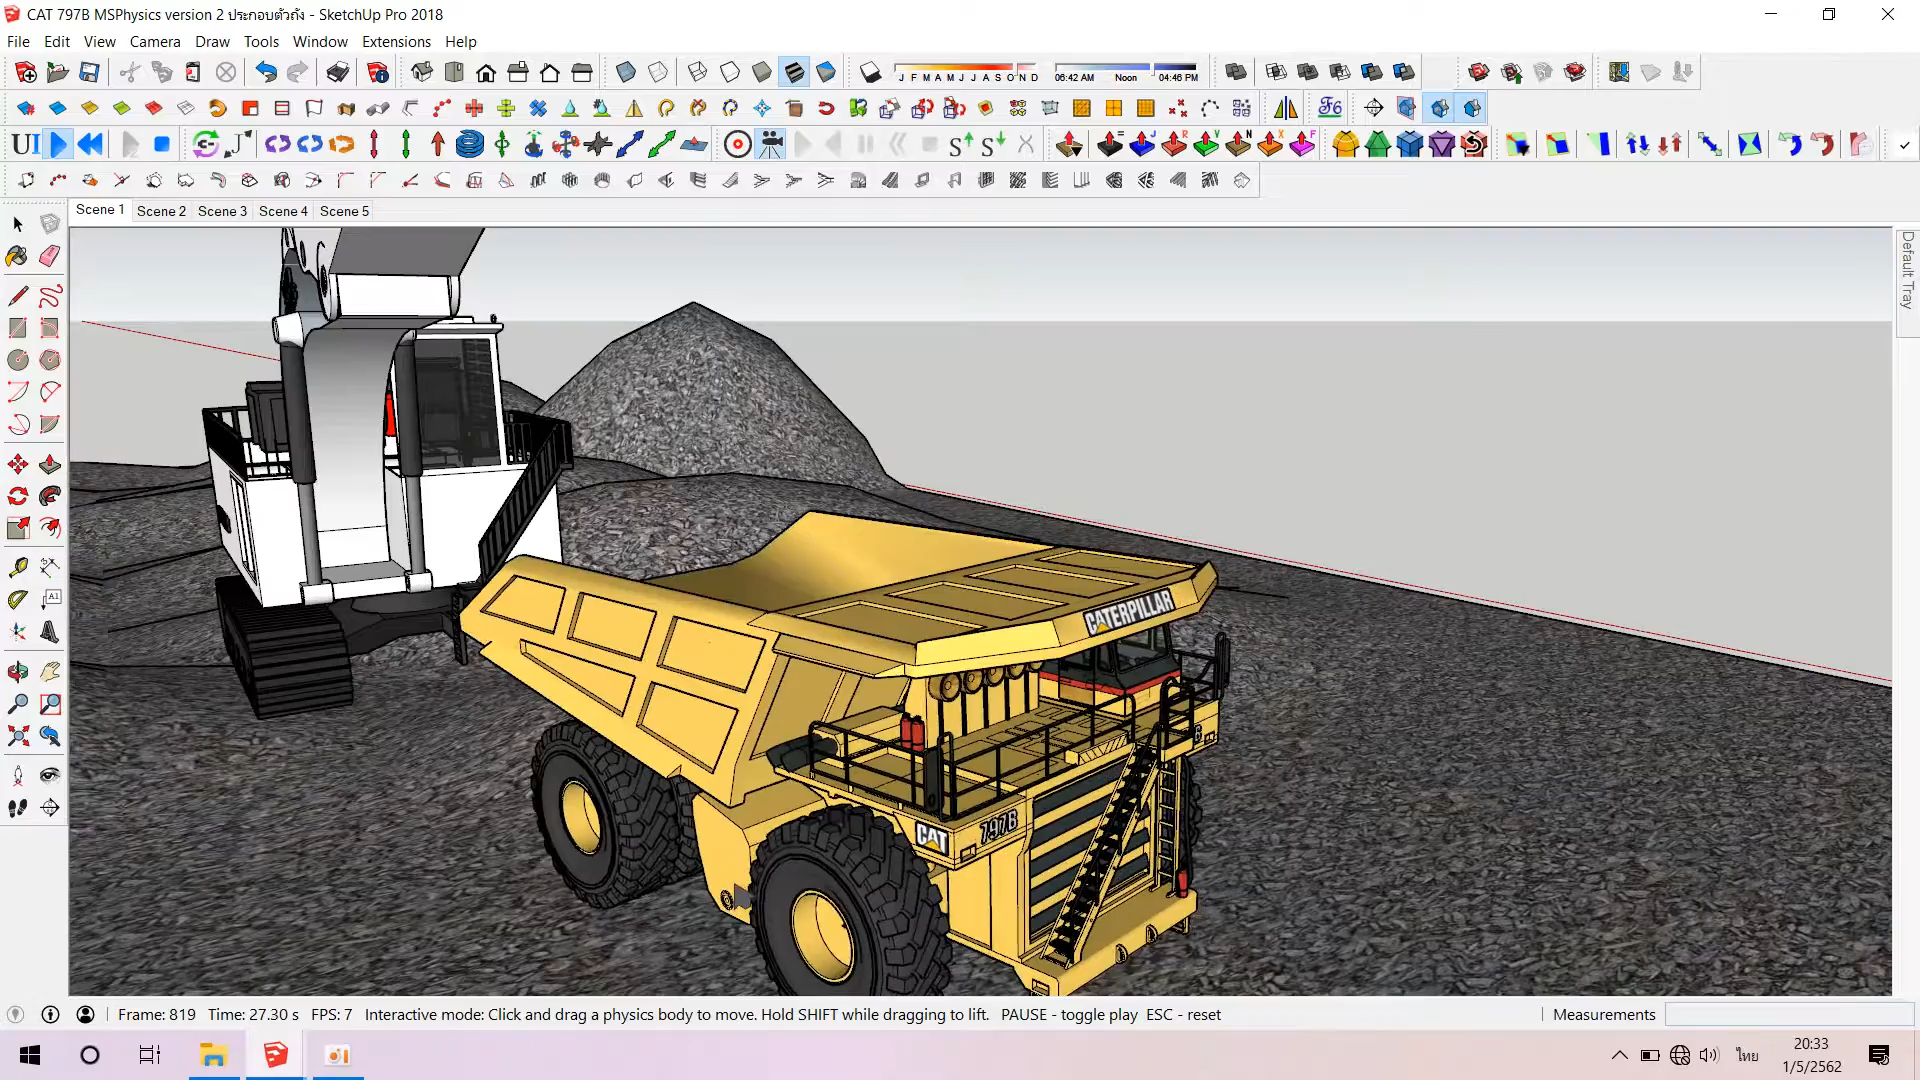 CAT 797B MSPhysics version 2 ประกอบตัวถัง - SketchUp Pro 2018
File Edit View Camera Draw Tools Window Extensions Help
J F M A M J J A S O N D 06:42 AM Noon 04:46 PM
UI
Scene 1 Scene 2 Scene 3 Scene 4 Scene 5
Default Tray
CATERPILLAR
CAT 797B
Frame: 819 Time: 27.30 s FPS: 7 Interactive mode: Click and drag a physics body to move. Hold SHIFT while dragging to lift. PAUSE - toggle play ESC - reset
Measurements
ไทย
20:33
1/5/2562